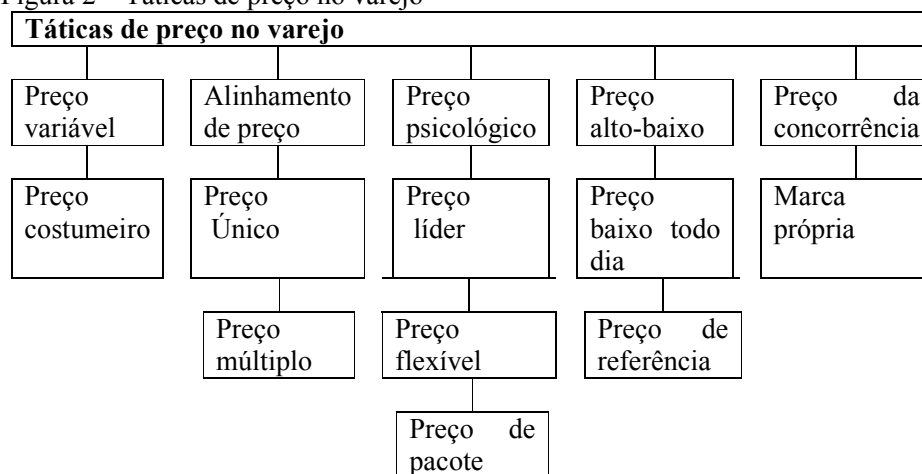 Figura 2 – Táticas de preço no varejo
Táticas de preço no varejo
Preço
variável
Alinhamento
de preço
Preço
psicológico
Preço
alto-baixo
Preço da
concorrência
Preço
costumeiro
Preço
Único
Preço
líder
Preço
baixo todo
dia
Marca
própria
Preço
múltiplo
Preço
flexível
Preço de
referência
Preço de
pacote